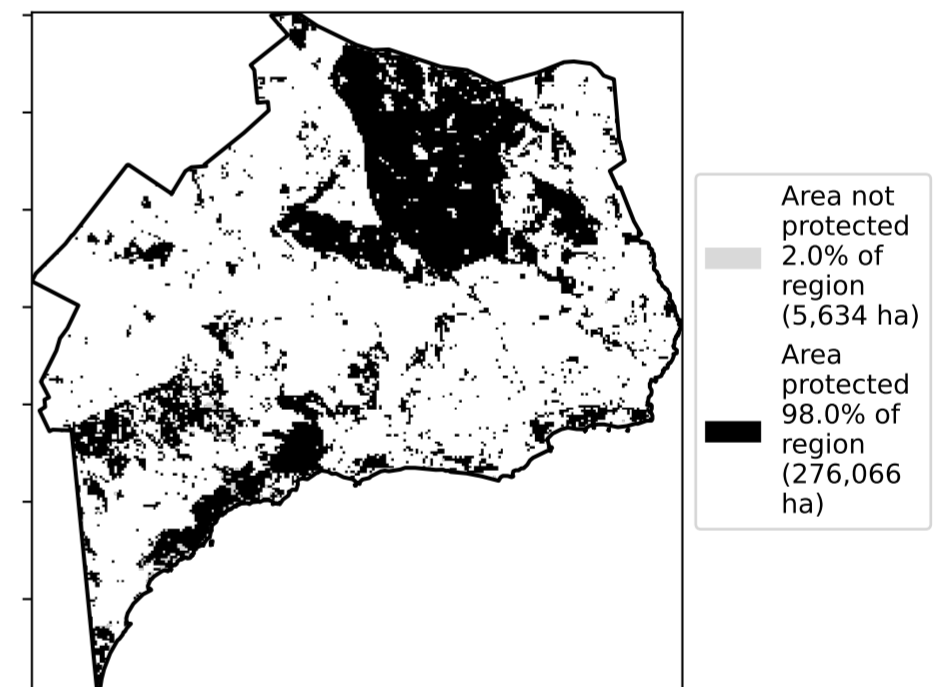 Area not
protected
2.0% of
region
(5,634 ha)
Area
protected
98.0% of
region
(276,066
ha)